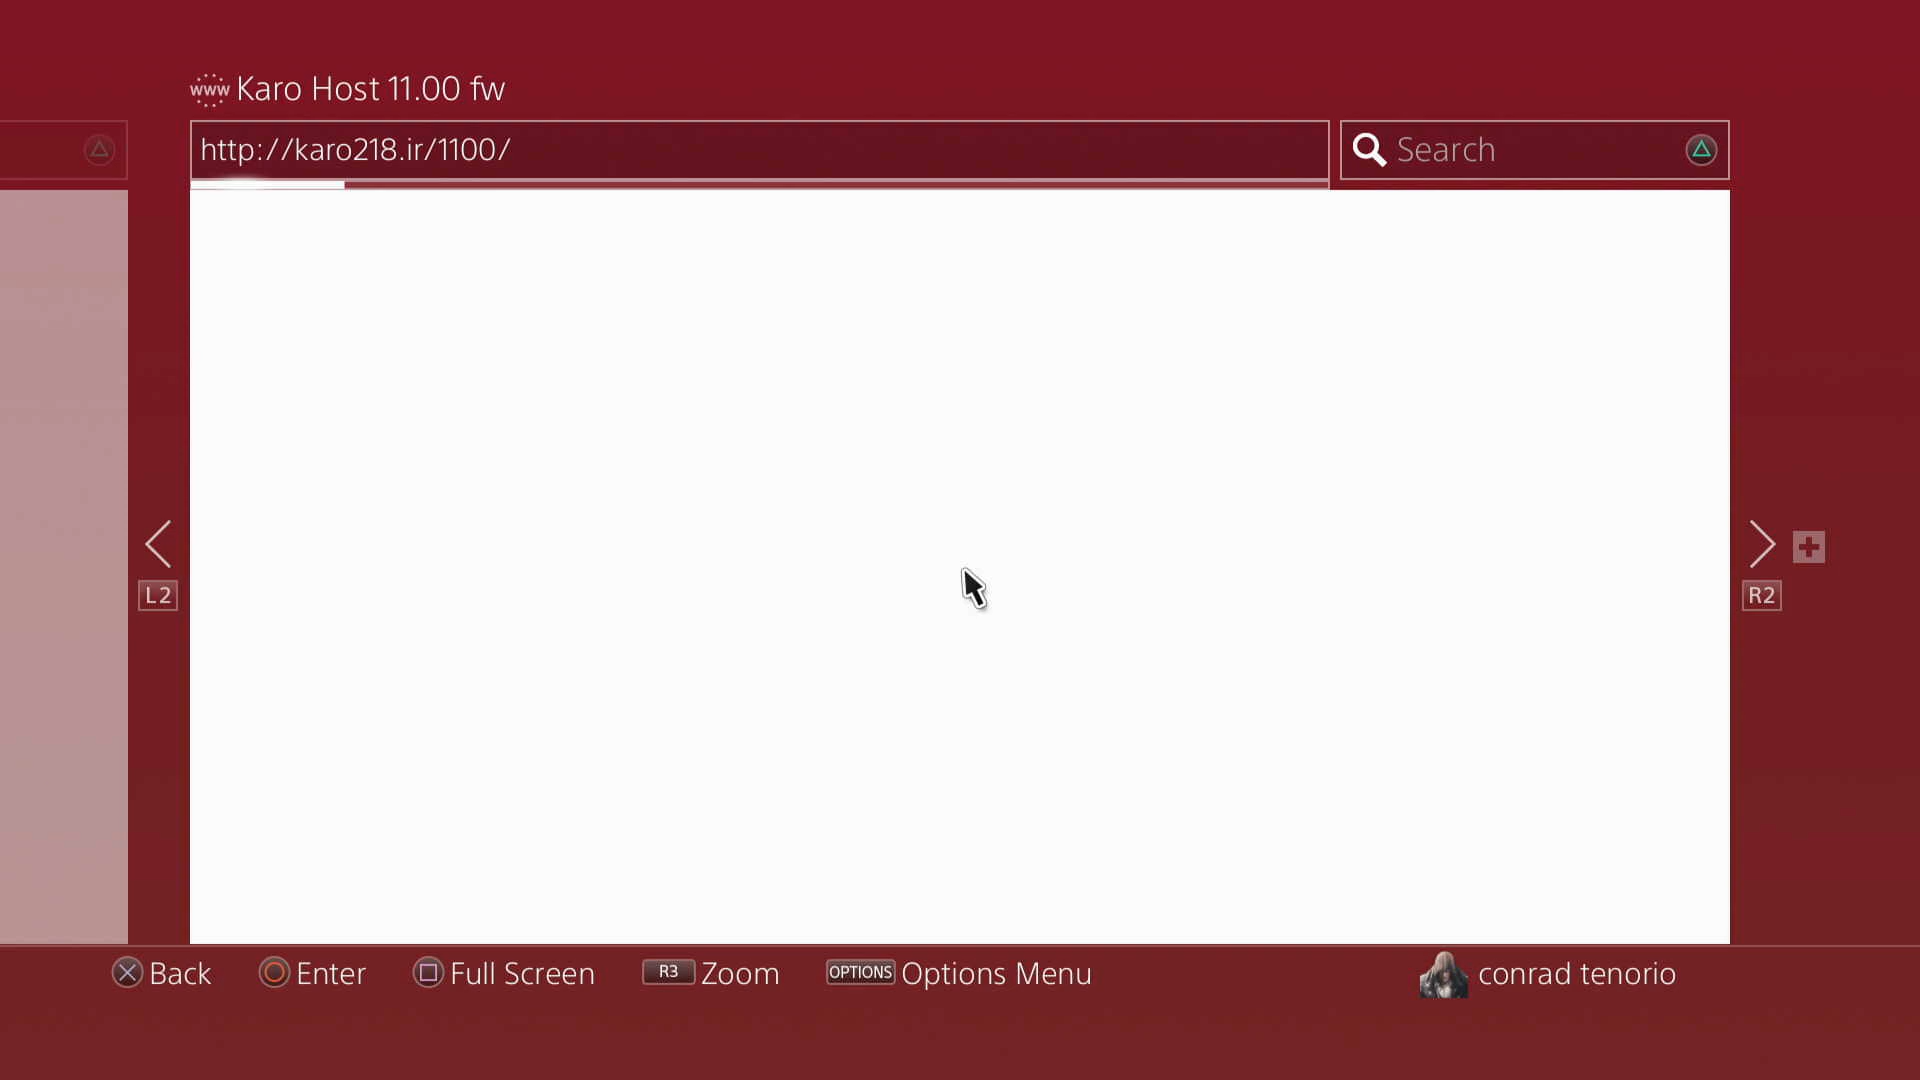 www Karo Host 11.00 fw
http://karo218.ir/1100/
Search
L2
R2
Back Enter Full Screen R3 Zoom OPTIONS Options Menu conrad tenorio